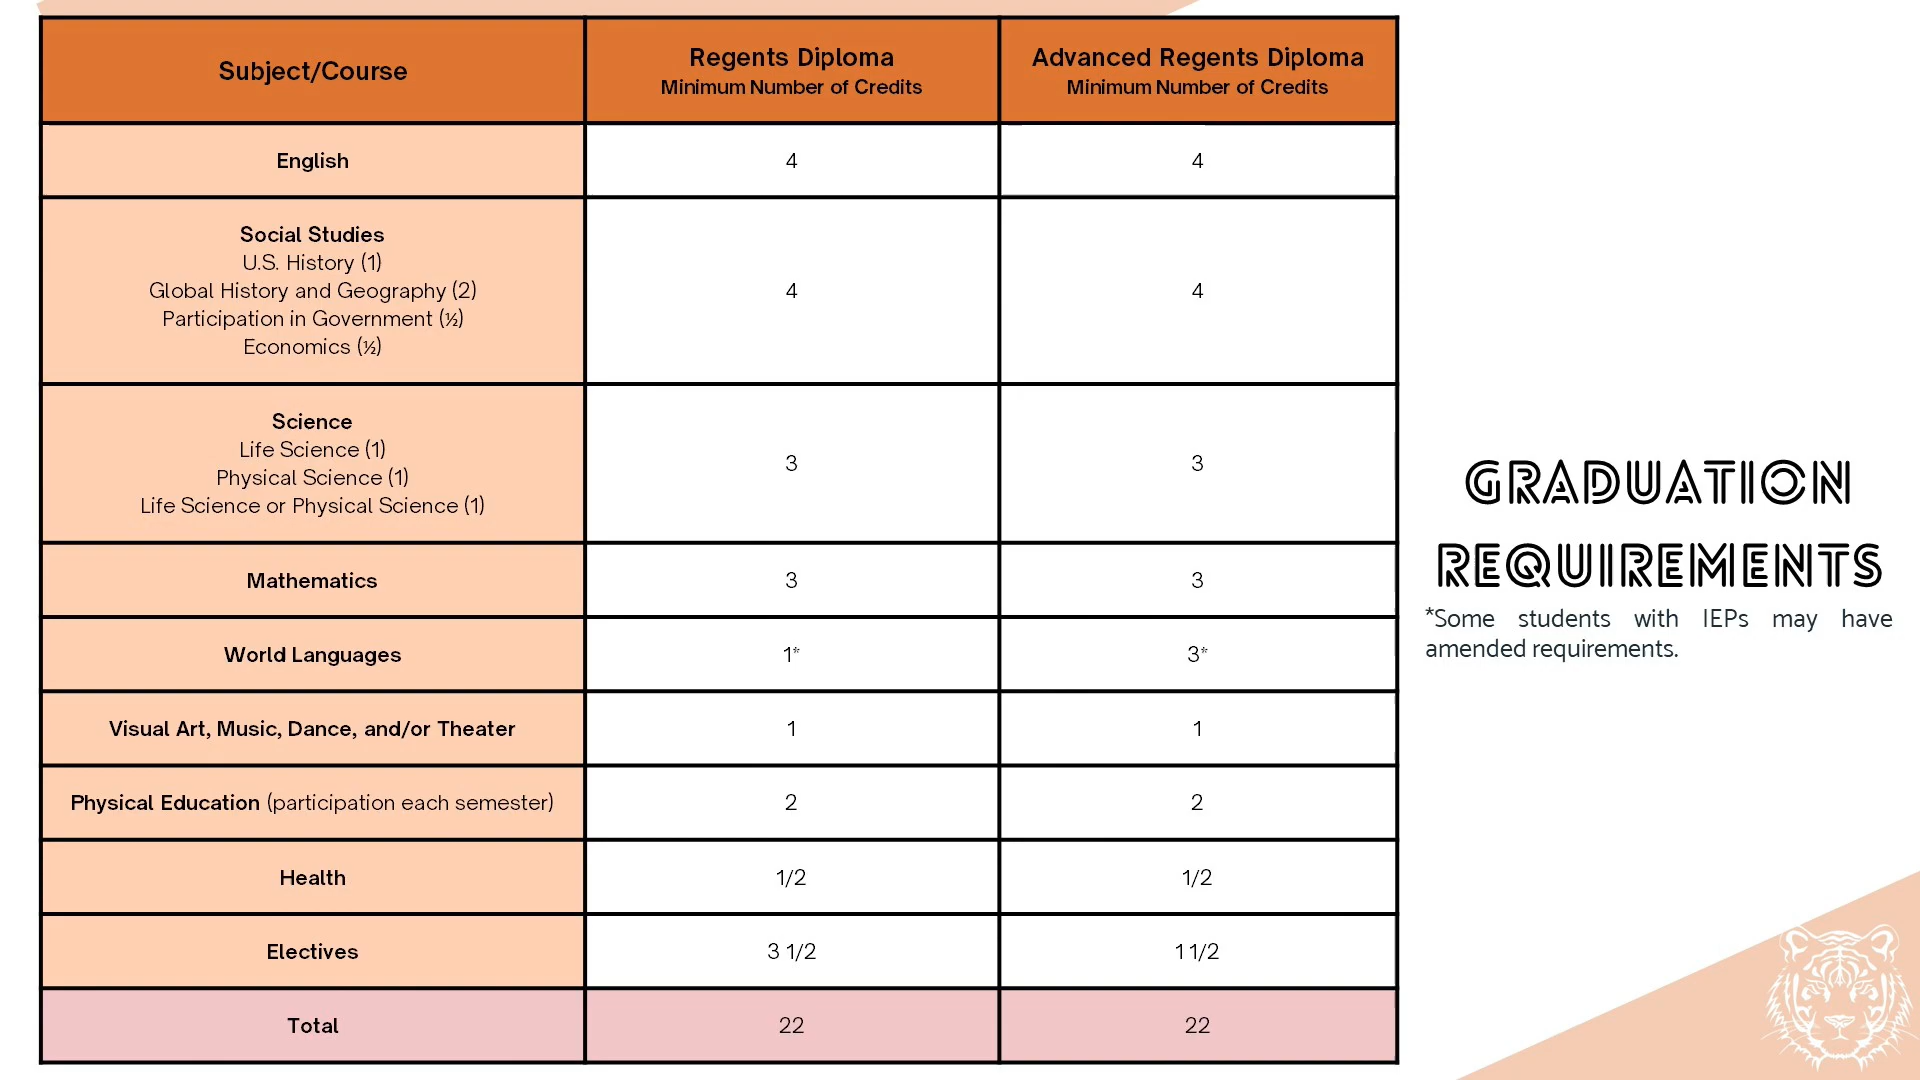 Subject/Course
Regents Diploma
Minimum Number of Credits
Advanced Regents Diploma
Minimum Number of Credits
English
4
4
Social Studies
U.S. History (1)
Global History and Geography (2)
Participation in Government (½)
Economics (½)
4
4
Science
Life Science (1)
Physical Science (1)
Life Science or Physical Science (1)
3
3
Mathematics
3
3
World Languages
1*
3*
Visual Art, Music, Dance, and/or Theater
1
1
Physical Education (participation each semester)
2
2
Health
1/2
1/2
Electives
3 1/2
1 1/2
Total
22
22
GRADUATION
REQUIREMENTS
*Some students with IEPs may have
amended requirements.